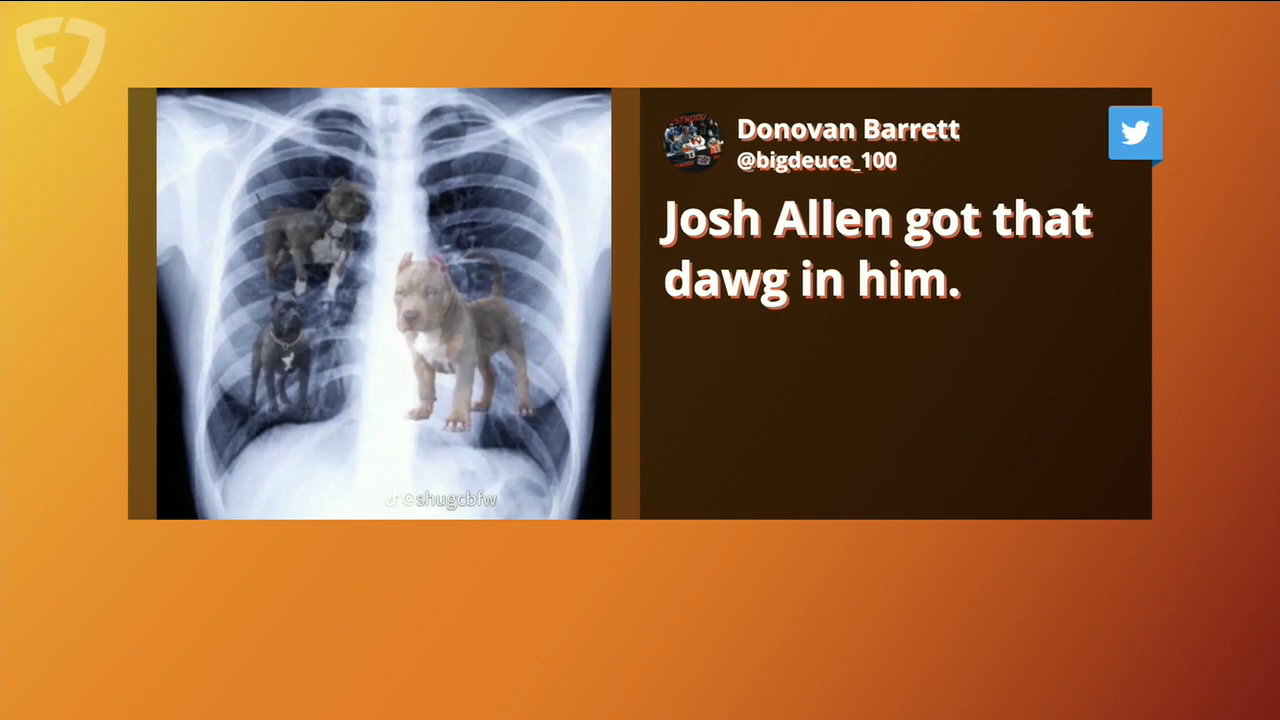 Donovan Barrett
@bigdeuce_100
Josh Allen got that
dawg in him.
@shugcbfw